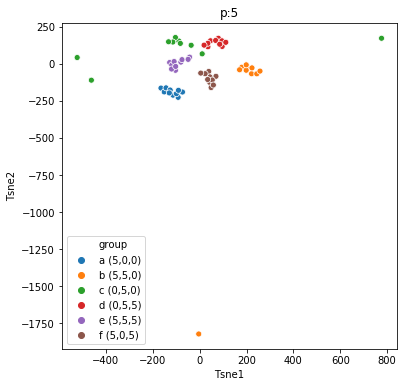 p:5
250
0
−250
−500
−750
−1000
−1250
−1500
−1750
Tsne2
group
a (5,0,0)
b (5,5,0)
c (0,5,0)
d (0,5,5)
e (5,5,5)
f (5,0,5)
−400
−200
0
200
400
600
800
Tsne1